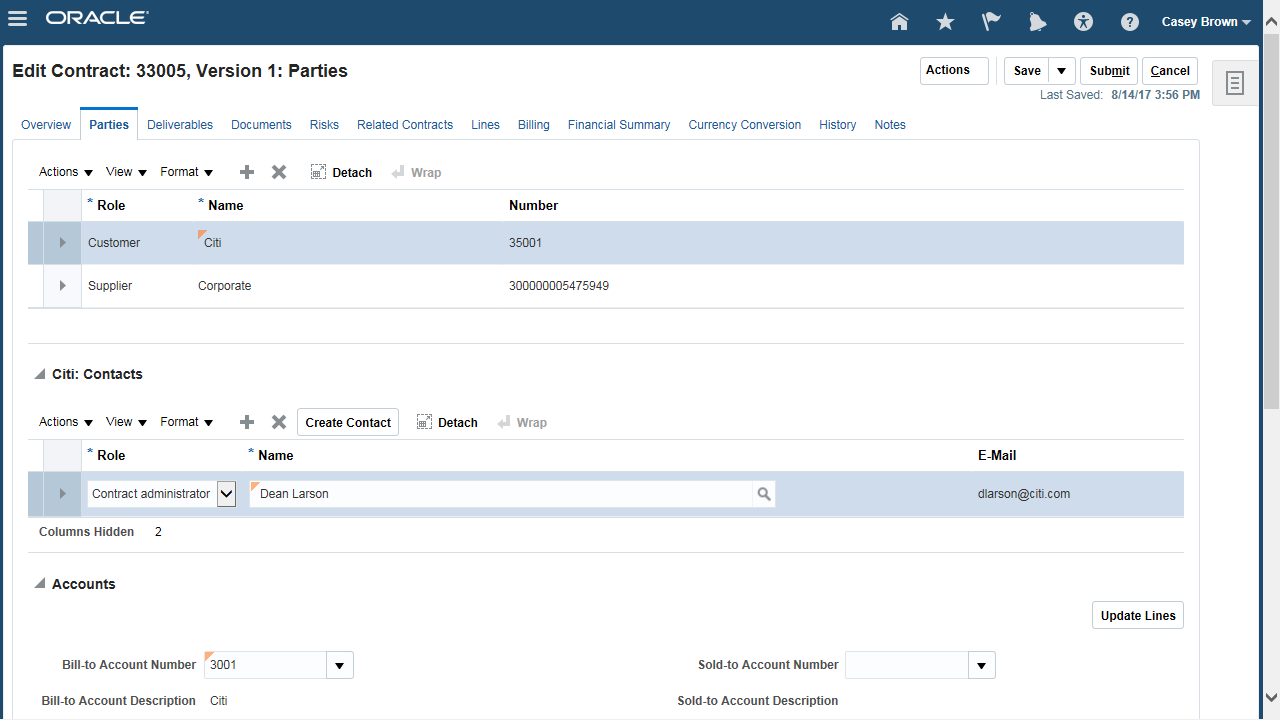 ORACLE
Casey Brown
Edit Contract: 33005, Version 1: Parties
Actions Save Submit Cancel
Last Saved: 8/14/17 3:56 PM
Overview Parties Deliverables Documents Risks Related Contracts Lines Billing Financial Summary Currency Conversion History Notes
Actions View Format Detach Wrap
* Role * Name Number
Customer Citi 35001
Supplier Corporate 300000005475949
Citi: Contacts
Actions View Format Create Contact Detach Wrap
* Role * Name E-Mail
Contract administrator Dean Larson dlarson@citi.com
Columns Hidden 2
Accounts
Update Lines
Bill-to Account Number 3001 Sold-to Account Number
Bill-to Account Description Citi Sold-to Account Description